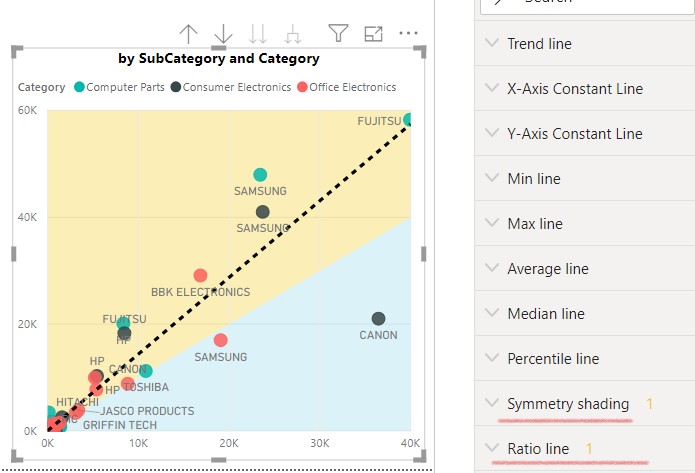 Search
by SubCategory and Category
Category Computer Parts Consumer Electronics Office Electronics
60K
40K
20K
0K
0K 10K 20K 30K 40K
FUJITSU
SAMSUNG
SAMSUNG
BBK ELECTRONICS
FUJITSU
HP
CANON
SAMSUNG
HP
CANON
HP
TOSHIBA
HITACHI
JASCO PRODUCTS
GRIFFIN TECH
Trend line
X-Axis Constant Line
Y-Axis Constant Line
Min line
Max line
Average line
Median line
Percentile line
Symmetry shading 1
Ratio line 1